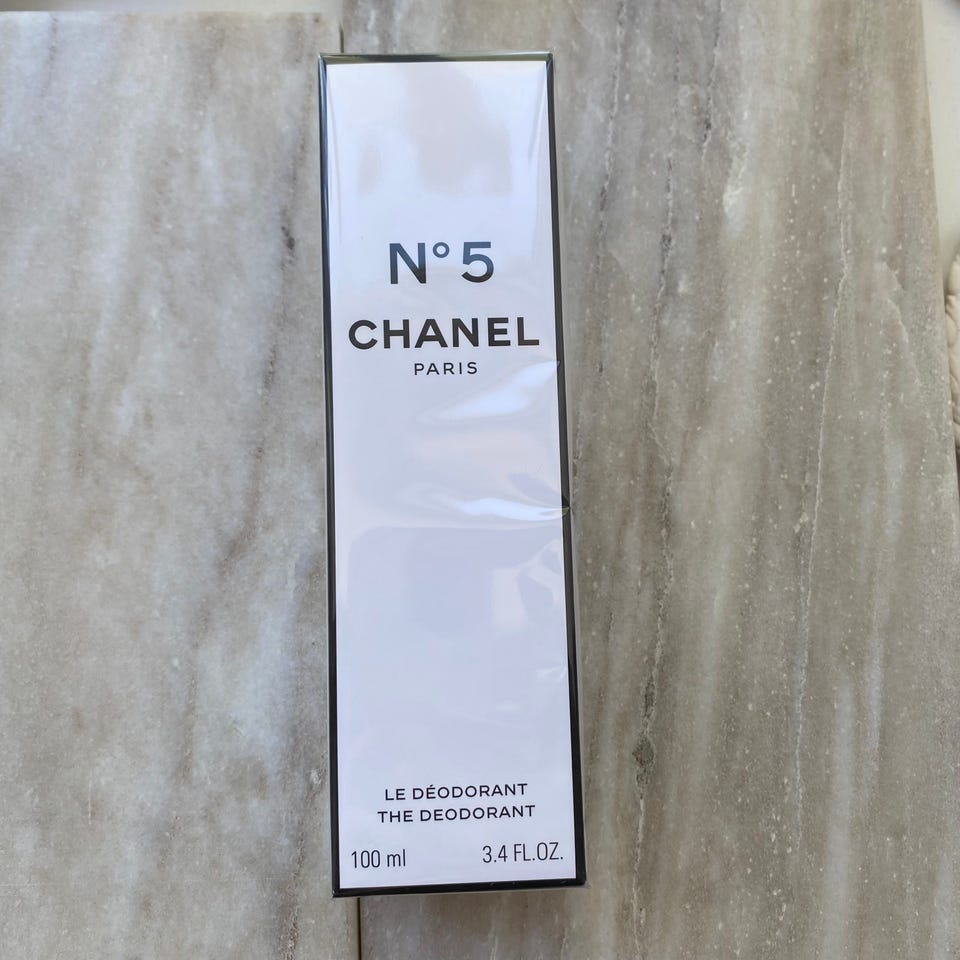 N° 5
CHANEL
PARIS
LE DÉODORANT
THE DEODORANT
100 ml 3.4 FL.OZ.